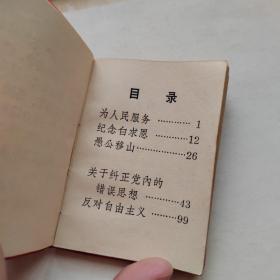 目录
为人民服务…………1
纪念白求恩…………12
愚公移山……………26
关于纠正党内的
错误思想…………43
反对自由主义………99